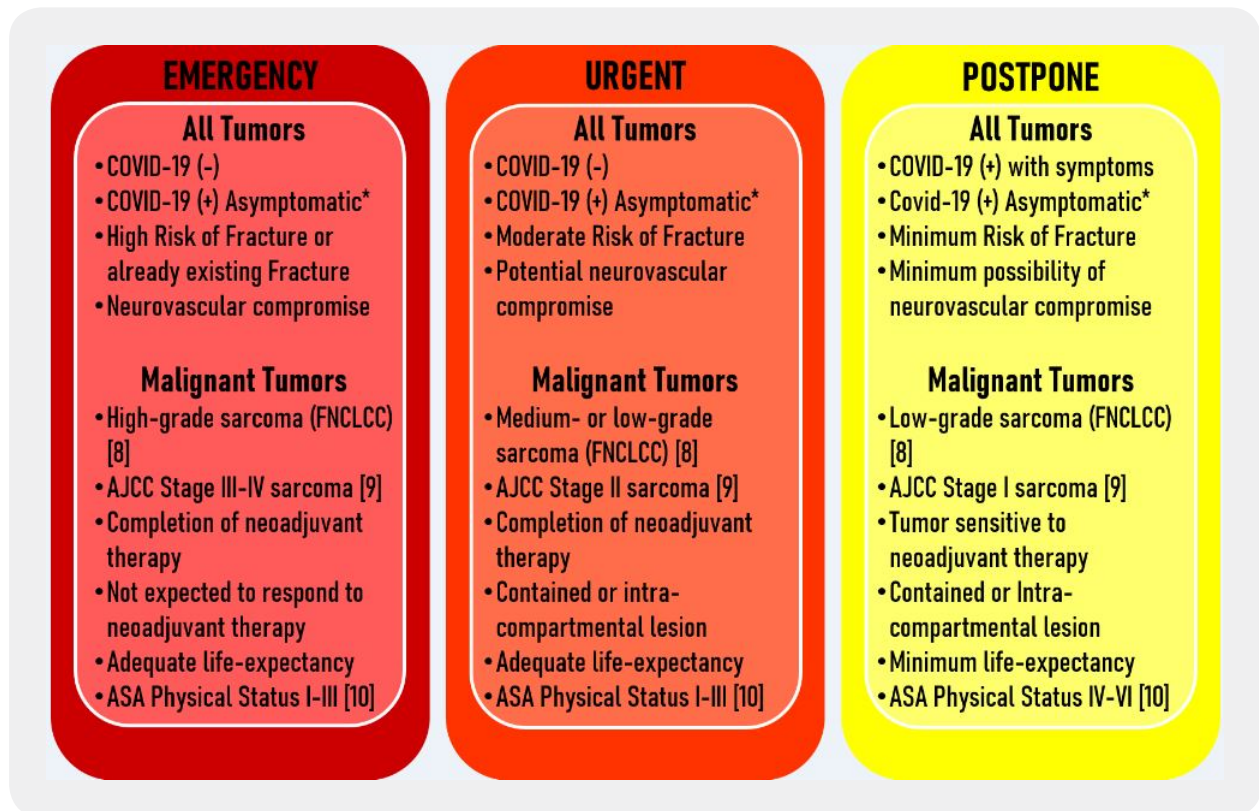 EMERGENCY
All Tumors
•COVID-19 (-)
•COVID-19 (+) Asymptomatic*
•High Risk of Fracture or
already existing Fracture
•Neurovascular compromise
Malignant Tumors
•High-grade sarcoma (FNCLCC)
[8]
•AJCC Stage III-IV sarcoma [9]
•Completion of neoadjuvant
therapy
•Not expected to respond to
neoadjuvant therapy
•Adequate life-expectancy
•ASA Physical Status I-III [10]
URGENT
All Tumors
•COVID-19 (-)
•COVID-19 (+) Asymptomatic*
•Moderate Risk of Fracture
•Potential neurovascular
compromise
Malignant Tumors
•Medium- or low-grade
sarcoma (FNCLCC) [8]
•AJCC Stage II sarcoma [9]
•Completion of neoadjuvant
therapy
•Contained or intra-
compartmental lesion
•Adequate life-expectancy
•ASA Physical Status I-III [10]
POSTPONE
All Tumors
•COVID-19 (+) with symptoms
•Covid-19 (+) Asymptomatic*
•Minimum Risk of Fracture
•Minimum possibility of
neurovascular compromise
Malignant Tumors
•Low-grade sarcoma (FNCLCC)
[8]
•AJCC Stage I sarcoma [9]
•Tumor sensitive to
neoadjuvant therapy
•Contained or Intra-
compartmental lesion
•Minimum life-expectancy
•ASA Physical Status IV-VI [10]